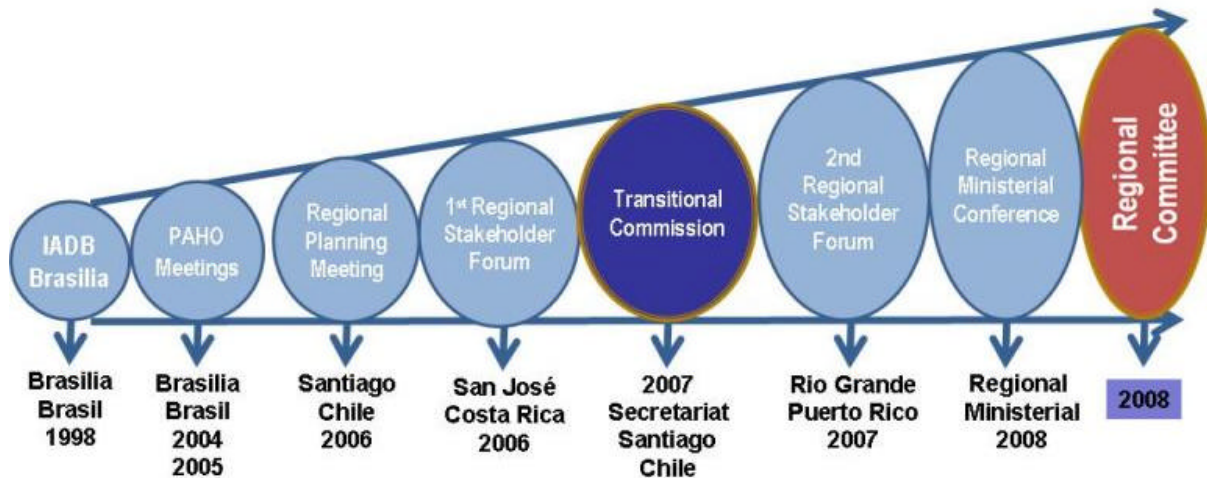 IADB
Brasilia
PAHO
Meetings
Regional
Planning
Meeting
1st Regional
Stakeholder
Forum
Transitional
Commission
2nd
Regional
Stakeholder
Forum
Regional
Ministerial
Conference
Regional
Committee
Brasilia
Brasil
1998
Brasilia
Brasil
2004
2005
Santiago
Chile
2006
San José
Costa Rica
2006
2007
Secretariat
Santiago
Chile
Rio Grande
Puerto Rico
2007
Regional
Ministerial
2008
2008